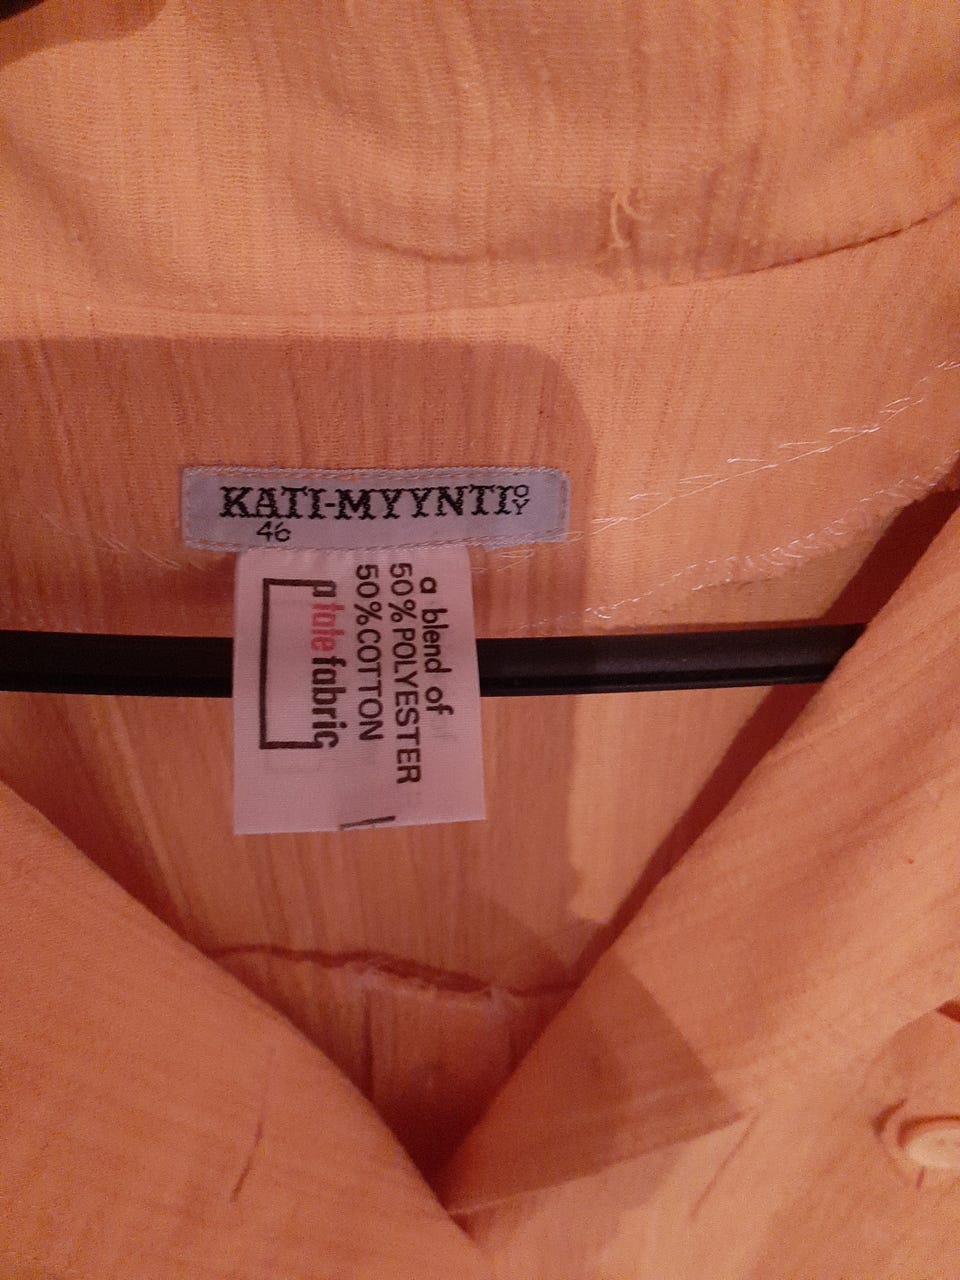 KATI-MYYNTI OY
46
a blend of
50% POLYESTER
50% COTTON
a tale fabric